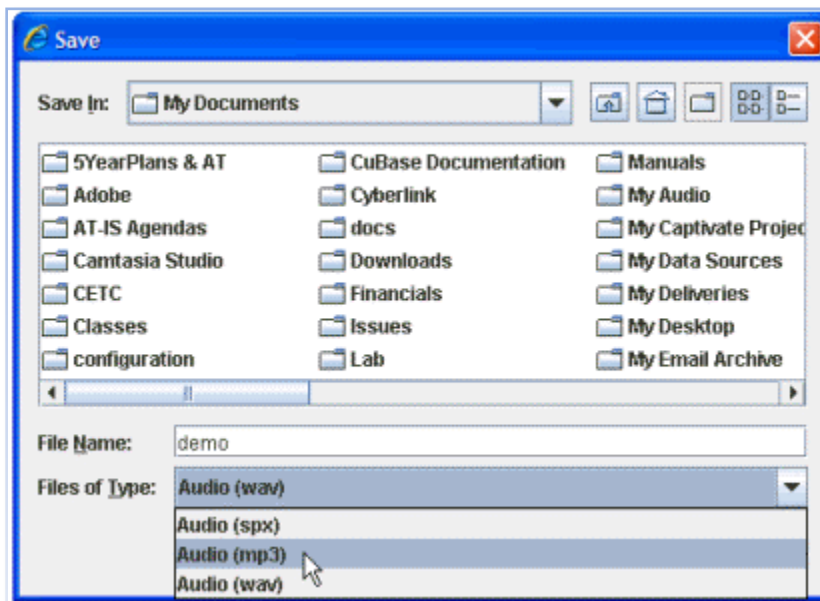 Save
Save In: My Documents
5YearPlans & AT CuBase Documentation Manuals
Adobe Cyberlink My Audio
AT-IS Agendas docs My Captivate Projec
Camtasia Studio Downloads My Data Sources
CETC Financials My Deliveries
Classes Issues My Desktop
configuration Lab My Email Archive
File Name: demo
Files of Type: Audio (wav)
Audio (spx)
Audio (mp3)
Audio (wav)